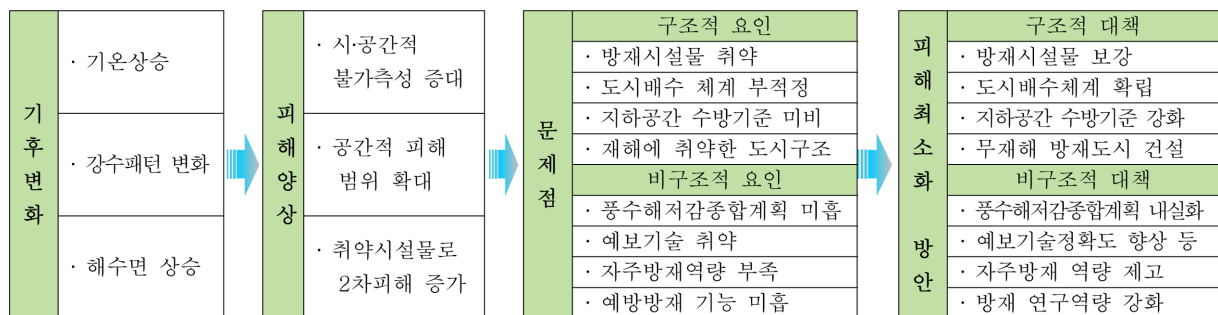 기후변화
· 기온상승
· 강수패턴 변화
· 해수면 상승
피해양상
· 시·공간적
불가측성 증대
· 공간적 피해
범위 확대
· 취약시설물로
2차피해 증가
문제점
구조적 요인
· 방재시설물 취약
· 도시배수 체계 부적정
· 지하공간 수방기준 미비
· 재해에 취약한 도시구조
비구조적 요인
· 풍수해저감종합계획 미흡
· 예보기술 취약
· 자주방재역량 부족
· 예방방재 기능 미흡
피해최소화 방안
구조적 대책
· 방재시설물 보강
· 도시배수체계 확립
· 지하공간 수방기준 강화
· 무재해 방재도시 건설
비구조적 대책
· 풍수해저감종합계획 내실화
· 예보기술정확도 향상 등
· 자주방재 역량 제고
· 방재 연구역량 강화